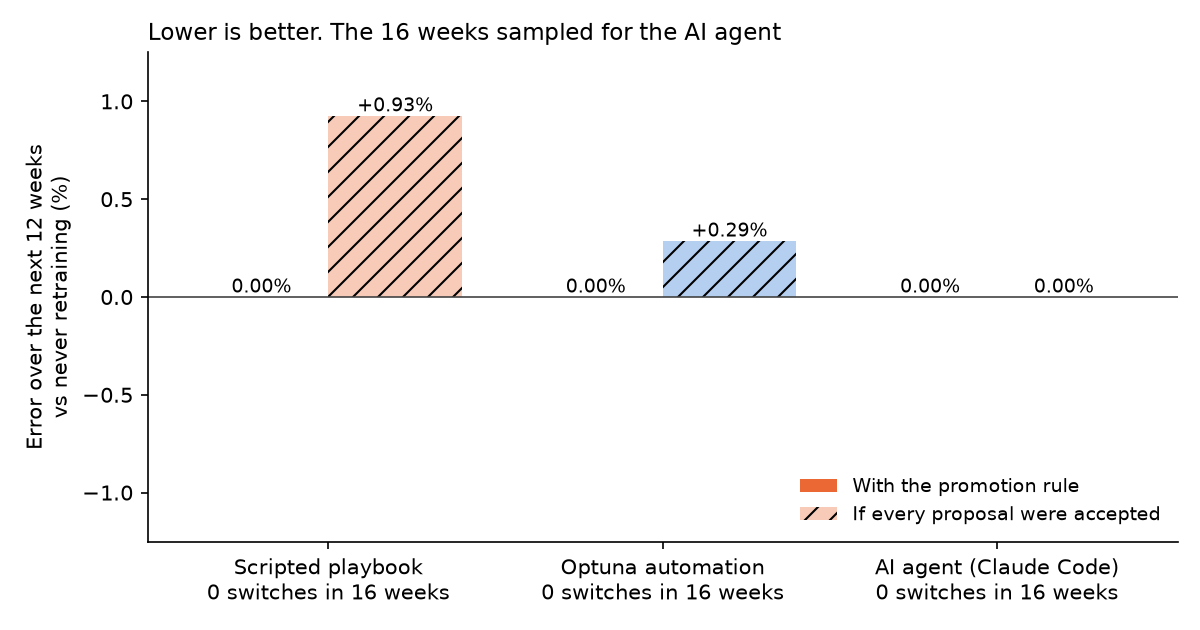 Lower is better. The 16 weeks sampled for the AI agent
Error over the next 12 weeks
vs never retraining (%)
1.0
0.5
0.0
−0.5
−1.0
0.00%
+0.93%
0.00%
+0.29%
0.00%
0.00%
With the promotion rule
If every proposal were accepted
Scripted playbook
0 switches in 16 weeks
Optuna automation
0 switches in 16 weeks
AI agent (Claude Code)
0 switches in 16 weeks